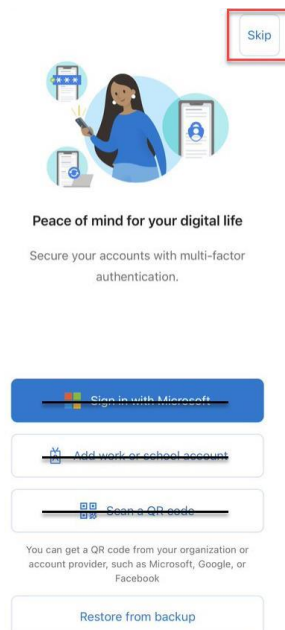 Skip
Peace of mind for your digital life
Secure your accounts with multi-factor
authentication.
Sign in with Microsoft
Add work or school account
Scan a QR code
You can get a QR code from your organization or
account provider, such as Microsoft, Google, or
Facebook
Restore from backup